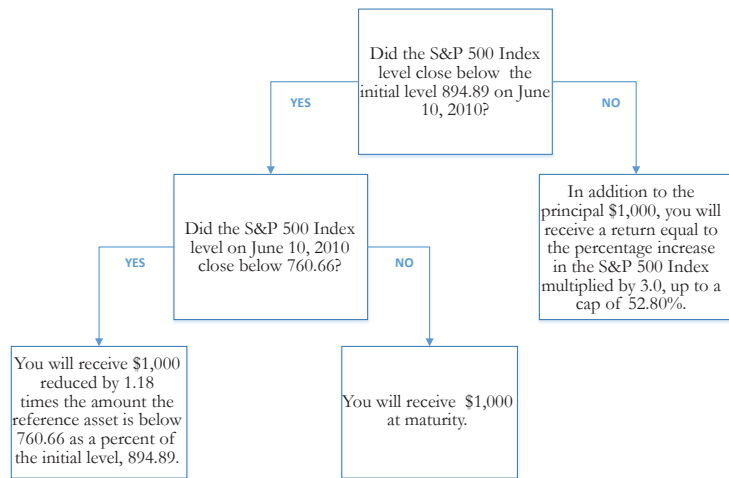 Did the S&P 500 Index
level close below the
initial level 894.89 on June
10, 2010?
YES
NO
Did the S&P 500 Index
level on June 10, 2010
close below 760.66?
In addition to the
principal $1,000, you will
receive a return equal to
the percentage increase
in the S&P 500 Index
multiplied by 3.0, up to a
cap of 52.80%.
YES
NO
You will receive $1,000
reduced by 1.18
times the amount the
reference asset is below
760.66 as a percent of
the initial level, 894.89.
You will receive $1,000
at maturity.